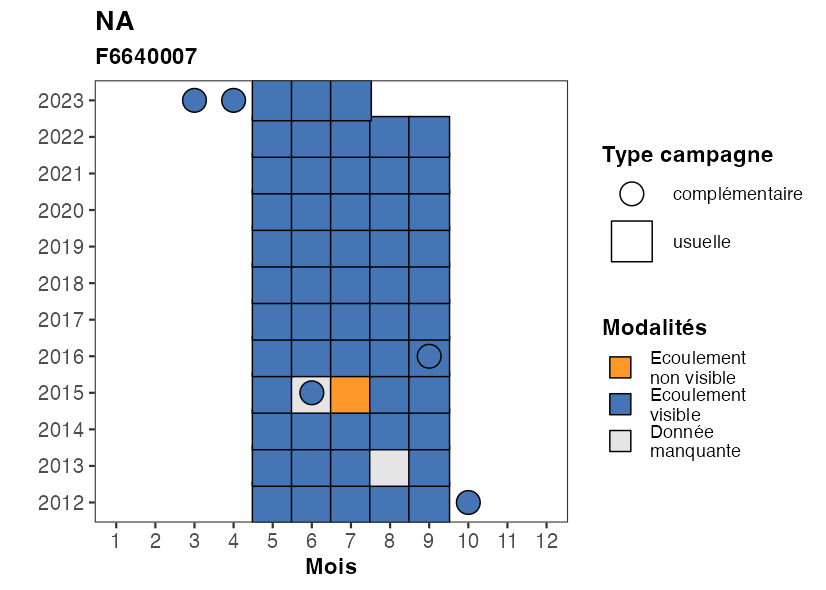 NA
F6640007
2023
2022
2021
2020
2019
2018
2017
2016
2015
2014
2013
2012
1 2 3 4 5 6 7 8 9 10 11 12
Mois
Type campagne
complémentaire
usuelle
Modalités
Ecoulement
non visible
Ecoulement
visible
Donnée
manquante